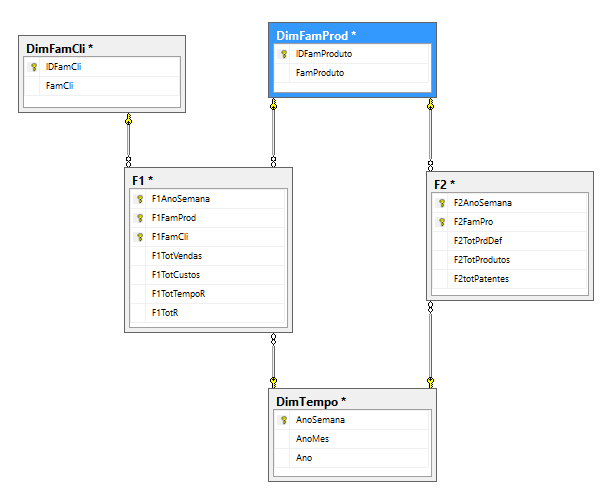 DimFamCli *
IDFamCli
FamCli
DimFamProd *
IDFamProduto
FamProduto
F1 *
F1AnoSemana
F1FamProd
F1FamCli
F1TotVendas
F1TotCustos
F1TotTempoR
F1TotR
F2 *
F2AnoSemana
F2FamPro
F2TotPrdDef
F2TotProdutos
F2totPatentes
DimTempo *
AnoSemana
AnoMes
Ano